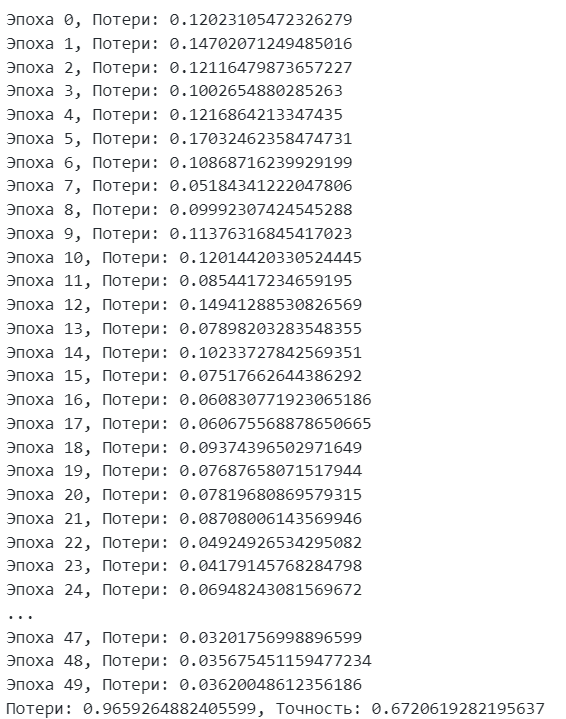 Эпоха 0, Потери: 0.12023105472326279
Эпоха 1, Потери: 0.14702071249485016
Эпоха 2, Потери: 0.12116479873657227
Эпоха 3, Потери: 0.1002654880285263
Эпоха 4, Потери: 0.1216864213347435
Эпоха 5, Потери: 0.17032462358474731
Эпоха 6, Потери: 0.10868716239929199
Эпоха 7, Потери: 0.05184341222047806
Эпоха 8, Потери: 0.09992307424545288
Эпоха 9, Потери: 0.11376316845417023
Эпоха 10, Потери: 0.12014420330524445
Эпоха 11, Потери: 0.0854417234659195
Эпоха 12, Потери: 0.14941288530826569
Эпоха 13, Потери: 0.07898203283548355
Эпоха 14, Потери: 0.10233727842569351
Эпоха 15, Потери: 0.07517662644386292
Эпоха 16, Потери: 0.060830771923065186
Эпоха 17, Потери: 0.060675568878650665
Эпоха 18, Потери: 0.09374396502971649
Эпоха 19, Потери: 0.07687658071517944
Эпоха 20, Потери: 0.07819680869579315
Эпоха 21, Потери: 0.08708006143569946
Эпоха 22, Потери: 0.04924926534295082
Эпоха 23, Потери: 0.04179145768284798
Эпоха 24, Потери: 0.06948243081569672
...
Эпоха 47, Потери: 0.03201756998896599
Эпоха 48, Потери: 0.035675451159477234
Эпоха 49, Потери: 0.03620048612356186
Потери: 0.9659264882405599, Точность: 0.6720619282195637